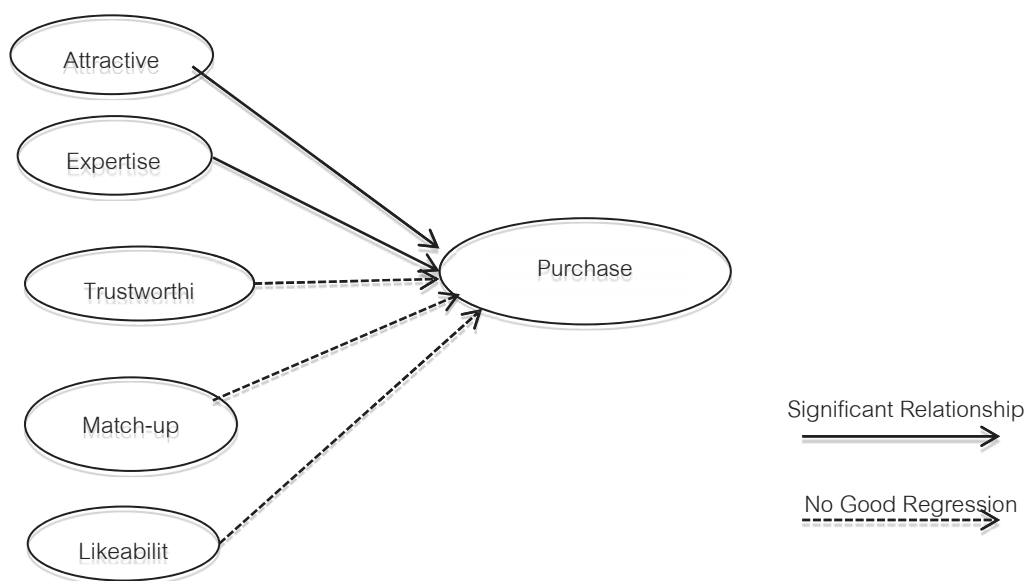 Attractive
Expertise
Trustworthi
Match-up
Likeabilit
Purchase
Significant Relationship
No Good Regression